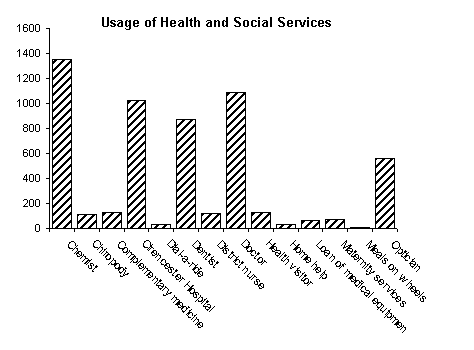 Usage of Health and Social Services
1600
1400
1200
1000
800
600
400
200
0
Chemist
Chiropody
Complementary medicine
Cirencester Hospital
Dial-a-ride
Dentist
District nurse
Doctor
Health visitor
Home help
Loan of medical equipmen
Maternity services
Meals on wheels
Optician